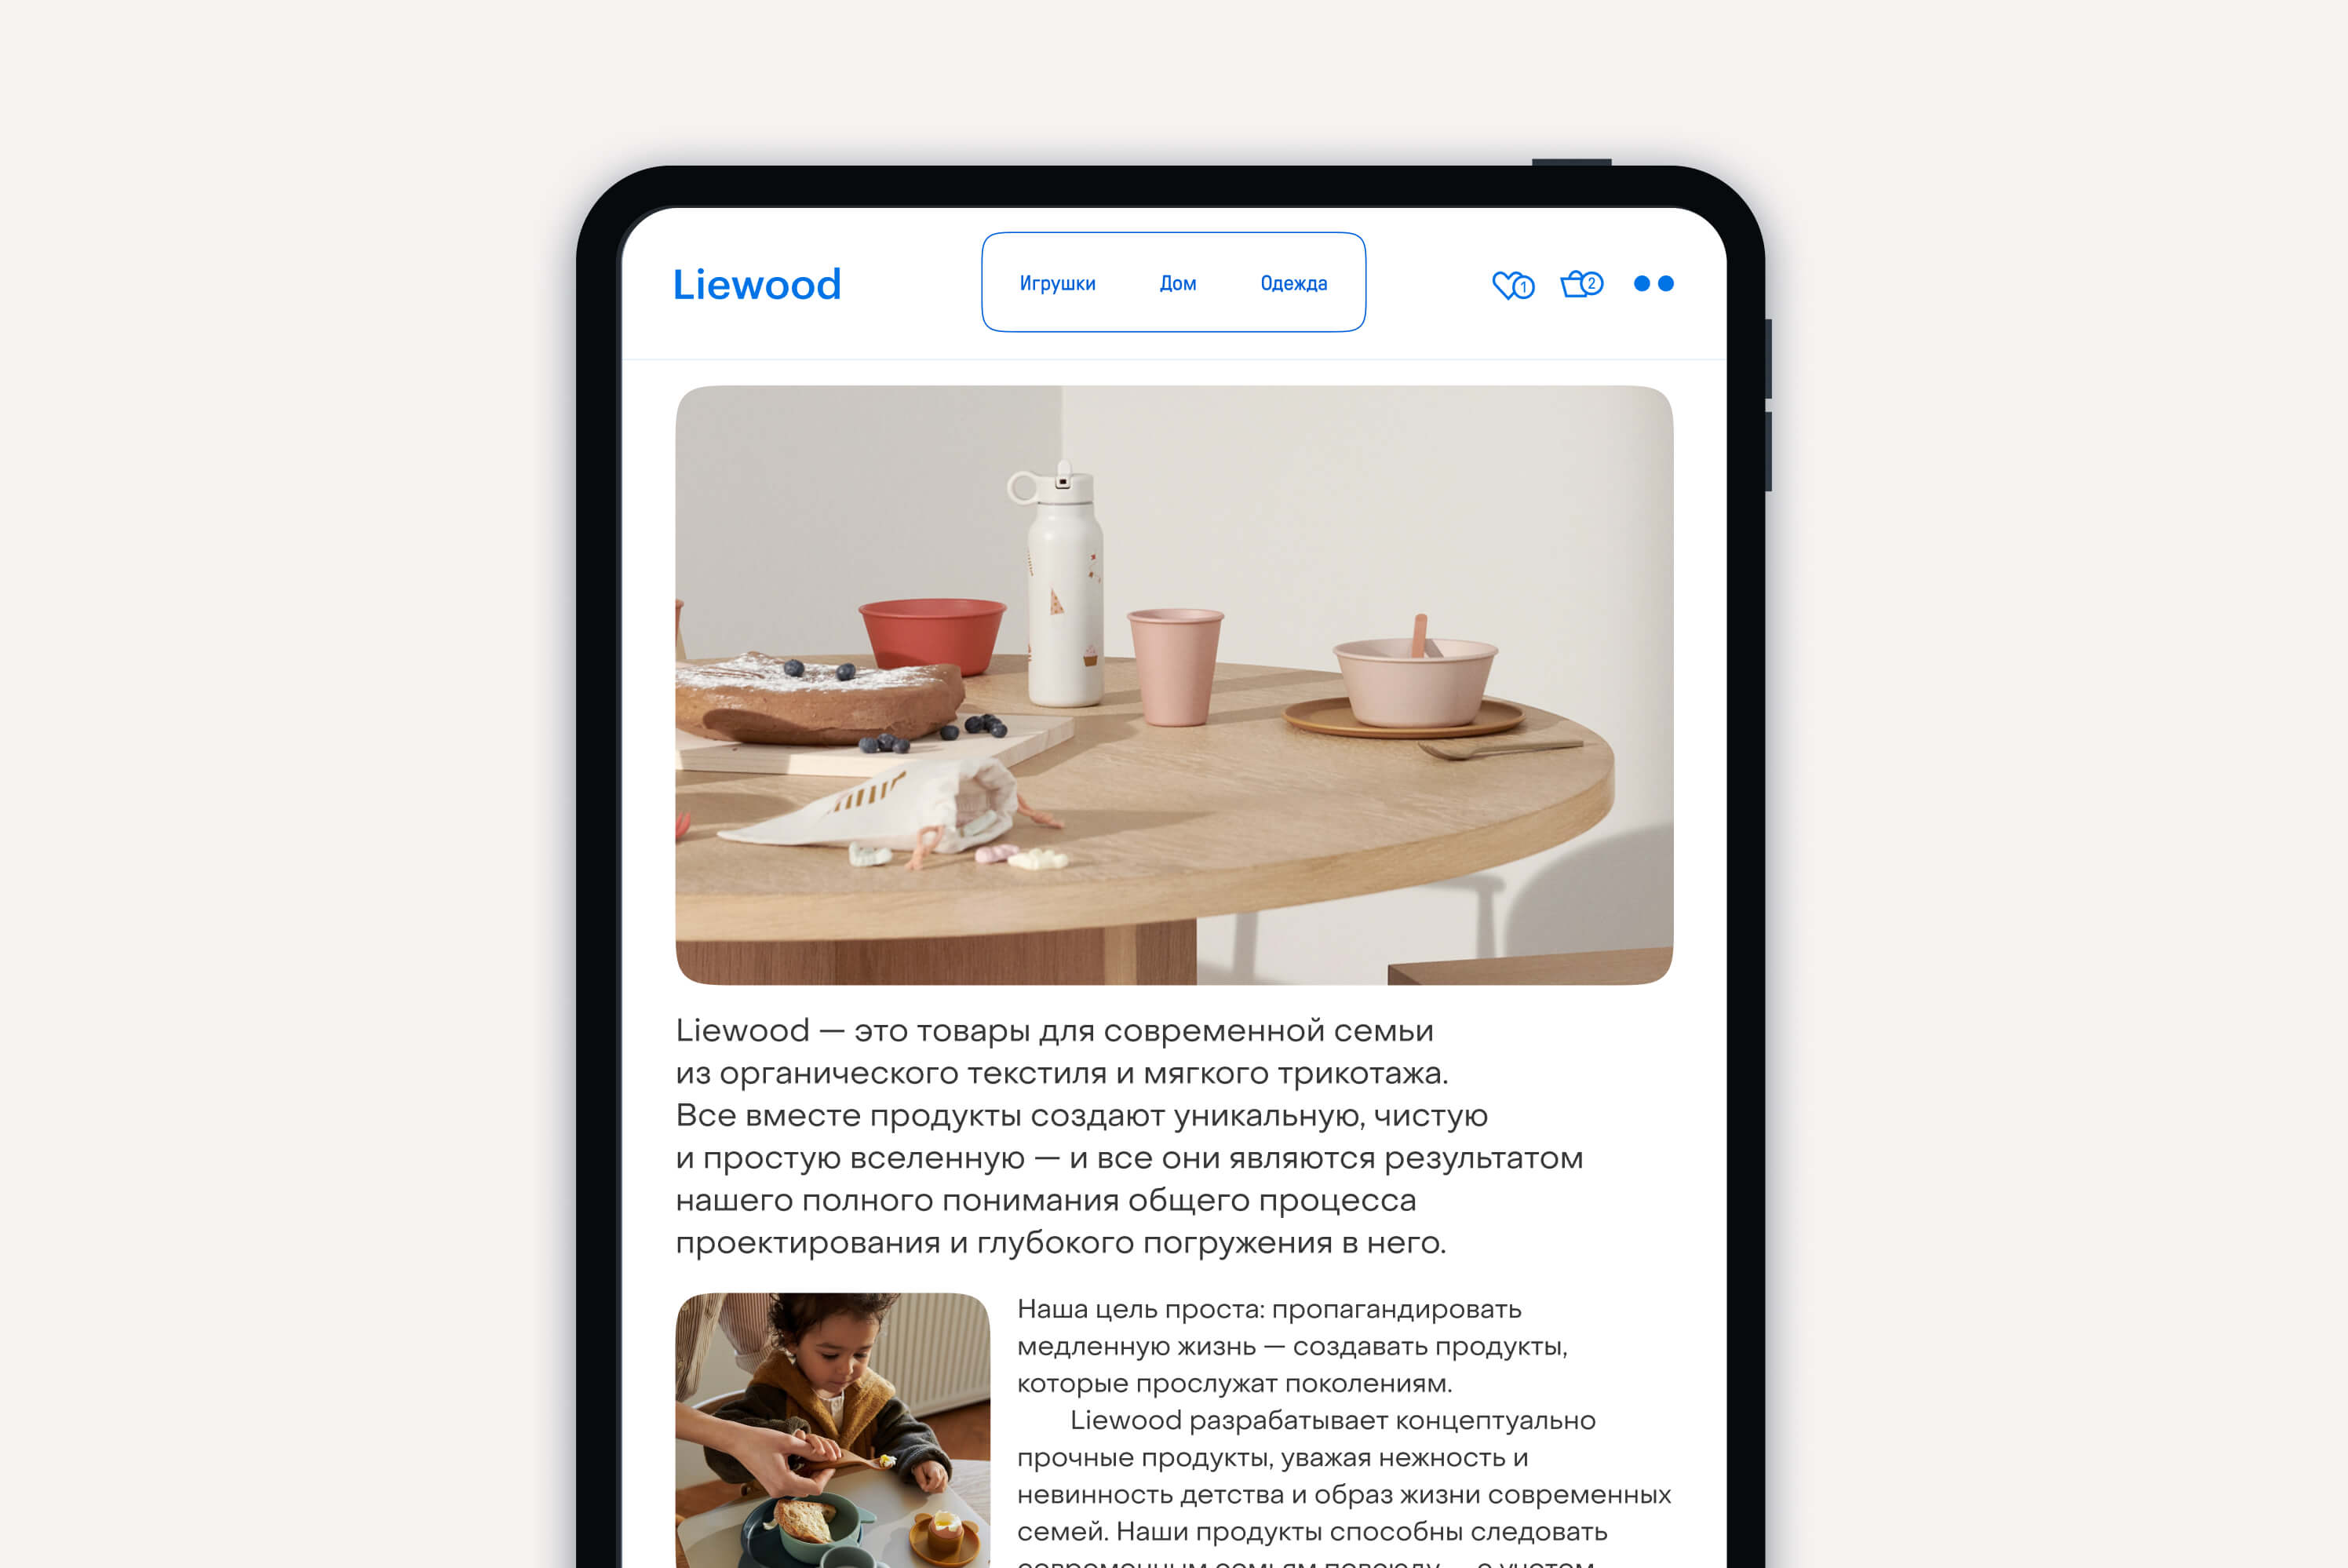 Liewood
Игрушки Дом Одежда
1 2
Liewood — это товары для современной семьи
из органического текстиля и мягкого трикотажа.
Все вместе продукты создают уникальную, чистую
и простую вселенную — и все они являются результатом
нашего полного понимания общего процесса
проектирования и глубокого погружения в него.
Наша цель проста: пропагандировать
медленную жизнь — создавать продукты,
которые прослужат поколениям.
Liewood разрабатывает концептуально
прочные продукты, уважая нежность и
невинность детства и образ жизни современных
семей. Наши продукты способны следовать